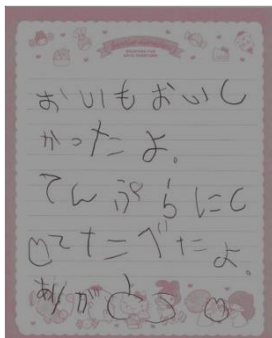 おいもおいし
かったよ。
てんぷらにし
てたべたよ。
ありがとう♡